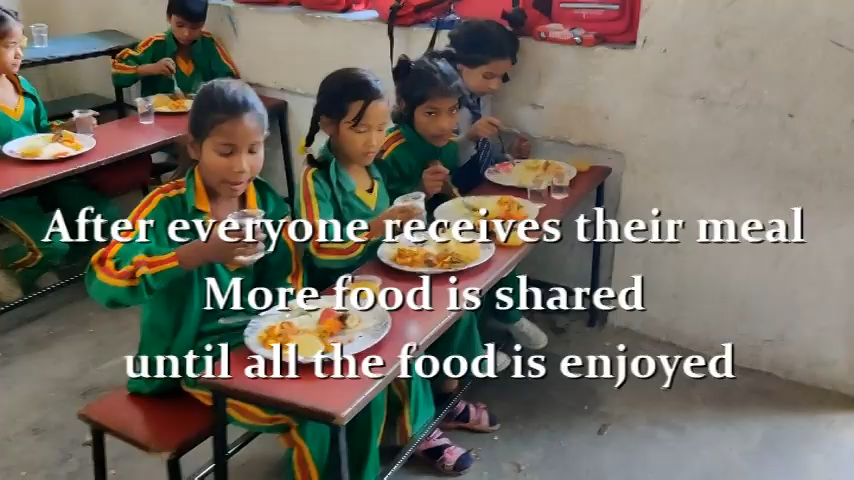 After everyone receives their meal
More food is shared
until all the food is enjoyed